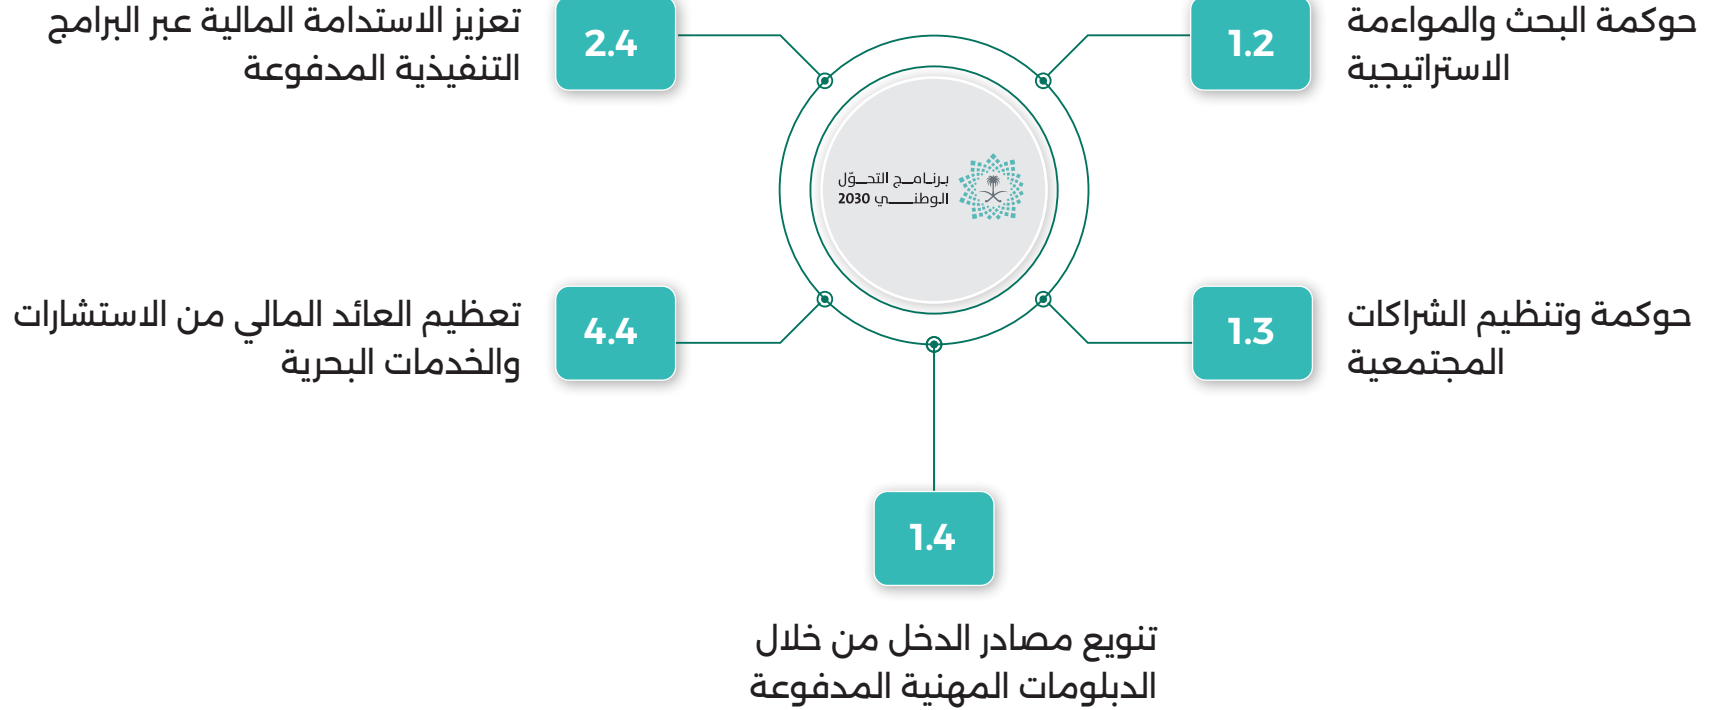 1.2
حوكمة البحث والمواءمة
الاستراتيجية
2.4
تعزيز الاستدامة المالية عبر البرامج
التنفيذية المدفوعة
برنامج التحوّل
الوطني 2030
1.3
حوكمة وتنظيم الشراكات
المجتمعية
4.4
تعظيم العائد المالي من الاستشارات
والخدمات البحرية
1.4
تنويع مصادر الدخل من خلال
الدبلومات المهنية المدفوعة